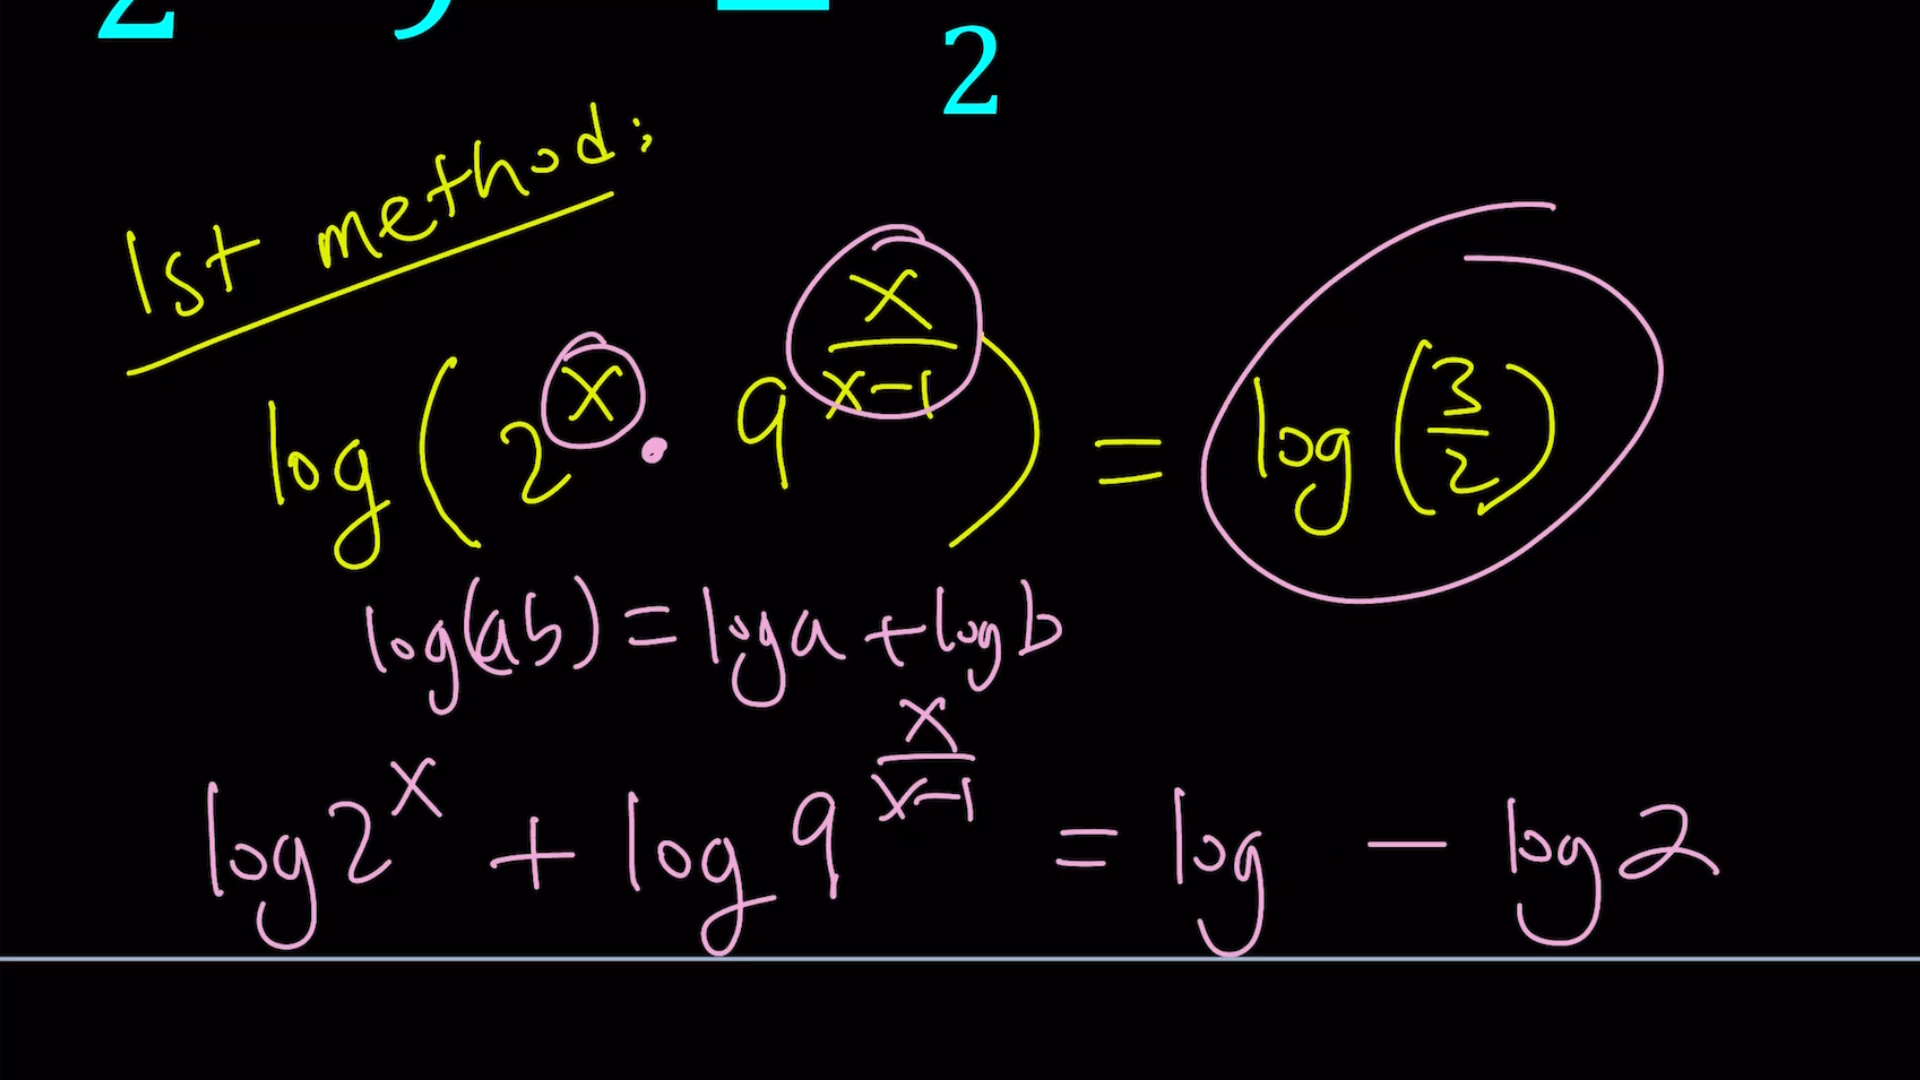 2
1st method:
log(2^x · 9^(x/(x-1))) = log(3/2)
log(ab) = log a + log b
log 2^x + log 9^(x/(x-1)) = log - log 2